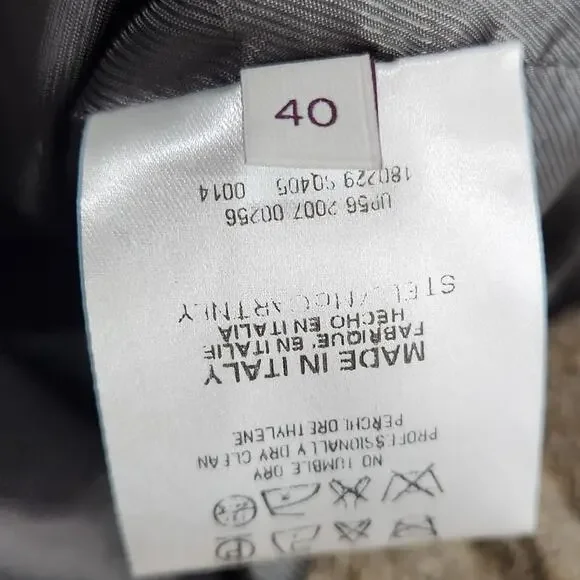 40
NO TUMBLE DRY
PROFESSIONALLY DRY CLEAN
PERCHLORETHYLENE
MADE IN ITALY
FABRIQUE' EN ITALIE
HECHO EN ITALIA
STELLA McCARTNEY
UP56 2007 00256
180229 SQ405 0014